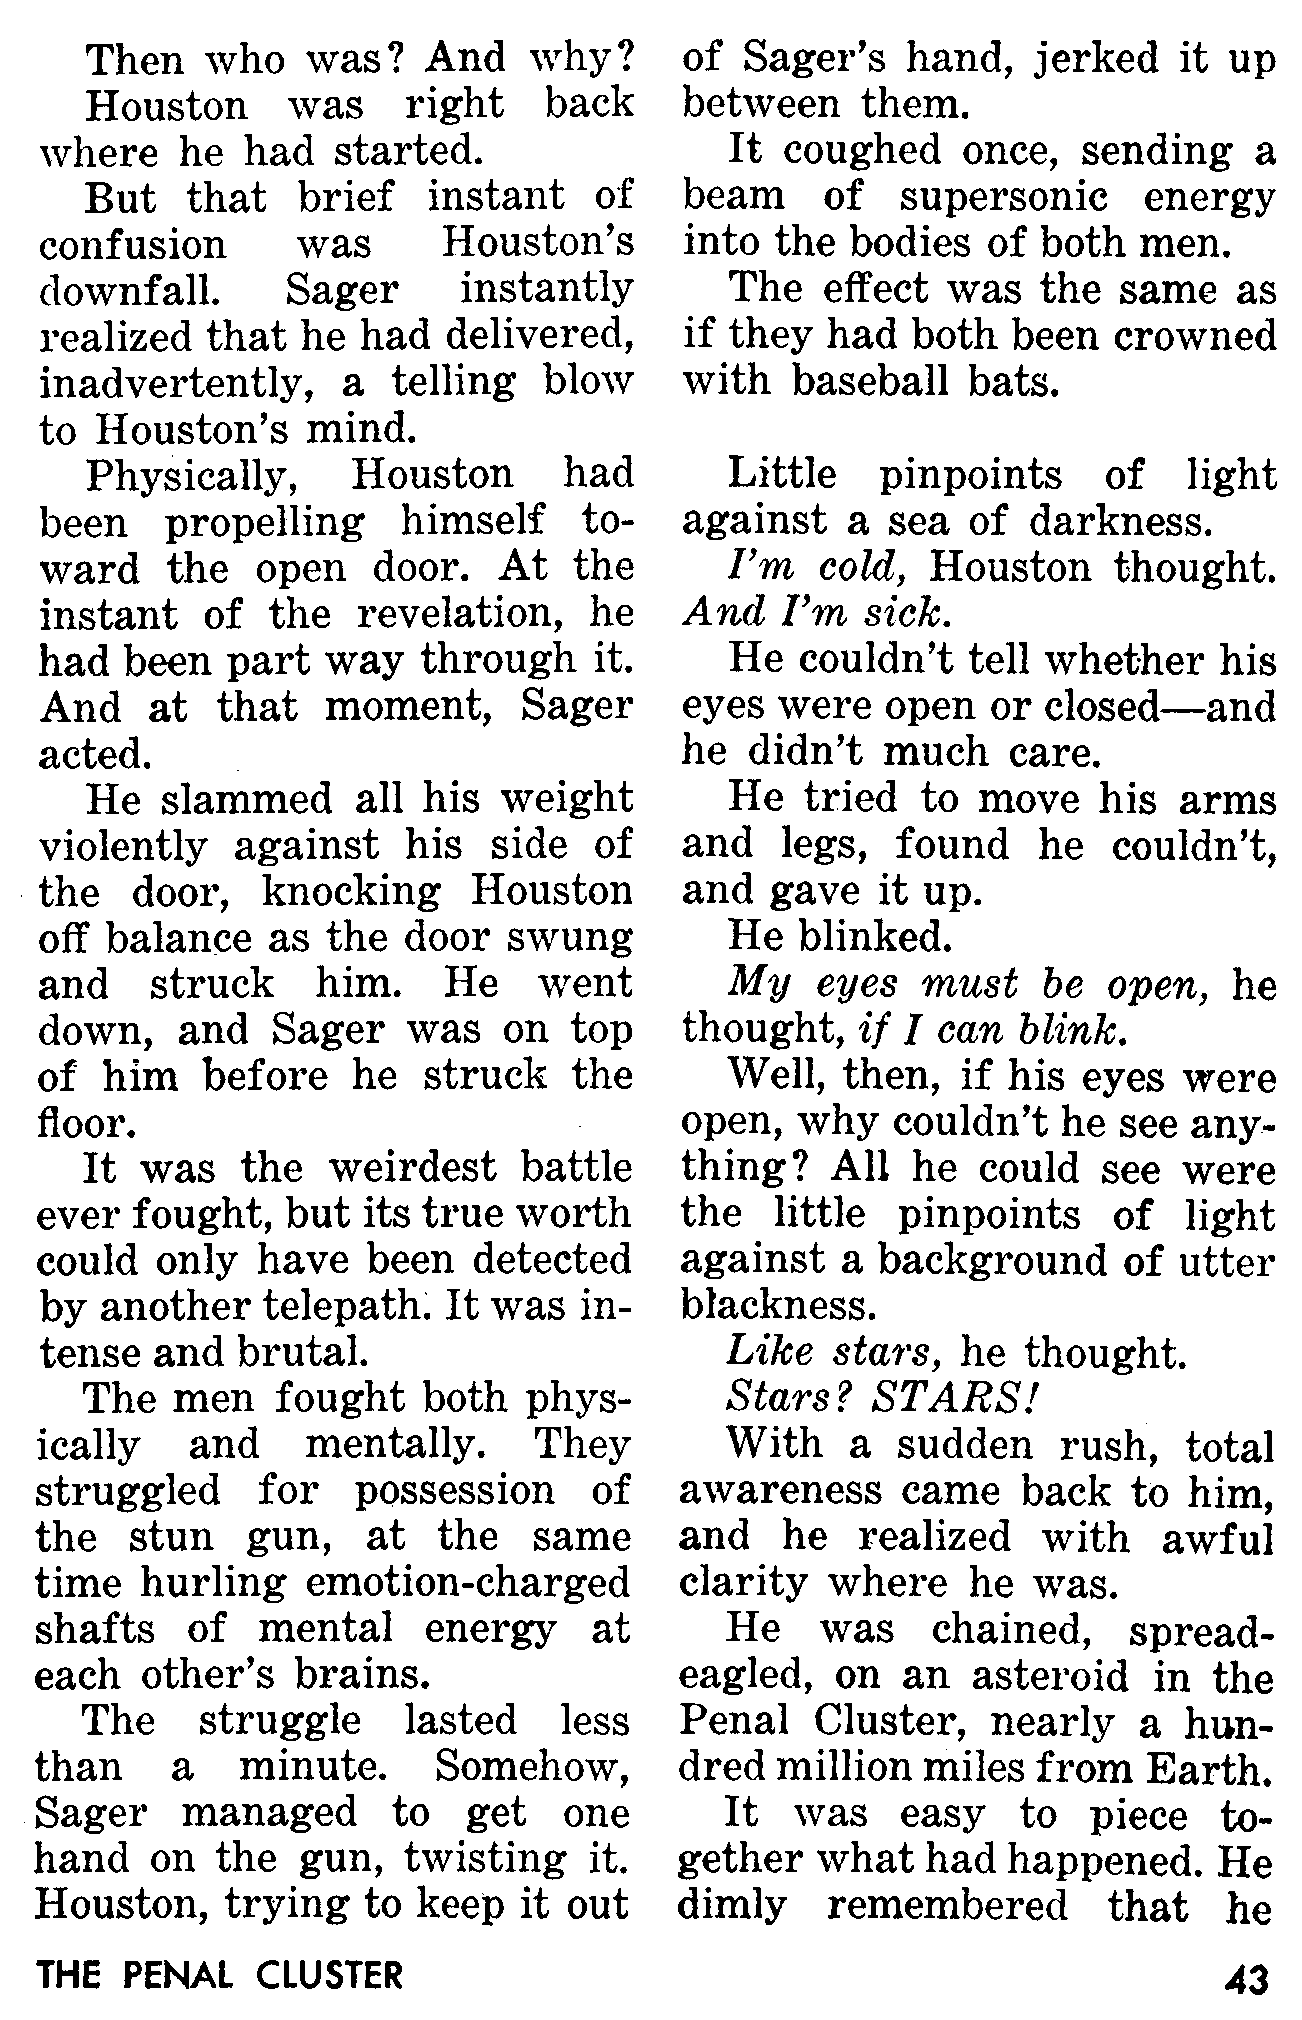 Then who was? And why?
Houston was right back
where he had started.
But that brief instant of
confusion was Houston's
downfall. Sager instantly
realized that he had delivered,
inadvertently, a telling blow
to Houston's mind.
Physically, Houston had
been propelling himself to-
ward the open door. At the
instant of the revelation, he
had been part way through it.
And at that moment, Sager
acted.
He slammed all his weight
violently against his side of
the door, knocking Houston
off balance as the door swung
and struck him. He went
down, and Sager was on top
of him before he struck the
floor.
It was the weirdest battle
ever fought, but its true worth
could only have been detected
by another telepath. It was in-
tense and brutal.
The men fought both phys-
ically and mentally. They
struggled for possession of
the stun gun, at the same
time hurling emotion-charged
shafts of mental energy at
each other's brains.
The struggle lasted less
than a minute. Somehow,
Sager managed to get one
hand on the gun, twisting it.
Houston, trying to keep it out
of Sager's hand, jerked it up
between them.
It coughed once, sending a
beam of supersonic energy
into the bodies of both men.
The effect was the same as
if they had both been crowned
with baseball bats.
Little pinpoints of light
against a sea of darkness.
I'm cold, Houston thought.
And I'm sick.
He couldn't tell whether his
eyes were open or closed—and
he didn't much care.
He tried to move his arms
and legs, found he couldn't,
and gave it up.
He blinked.
My eyes must be open, he
thought, if I can blink.
Well, then, if his eyes were
open, why couldn't he see any-
thing? All he could see were
the little pinpoints of light
against a background of utter
blackness.
Like stars, he thought.
Stars? STARS!
With a sudden rush, total
awareness came back to him,
and he realized with awful
clarity where he was.
He was chained, spread-
eagled, on an asteroid in the
Penal Cluster, nearly a hun-
dred million miles from Earth.
It was easy to piece to-
gether what had happened. He
dimly remembered that he
THE PENAL CLUSTER
43